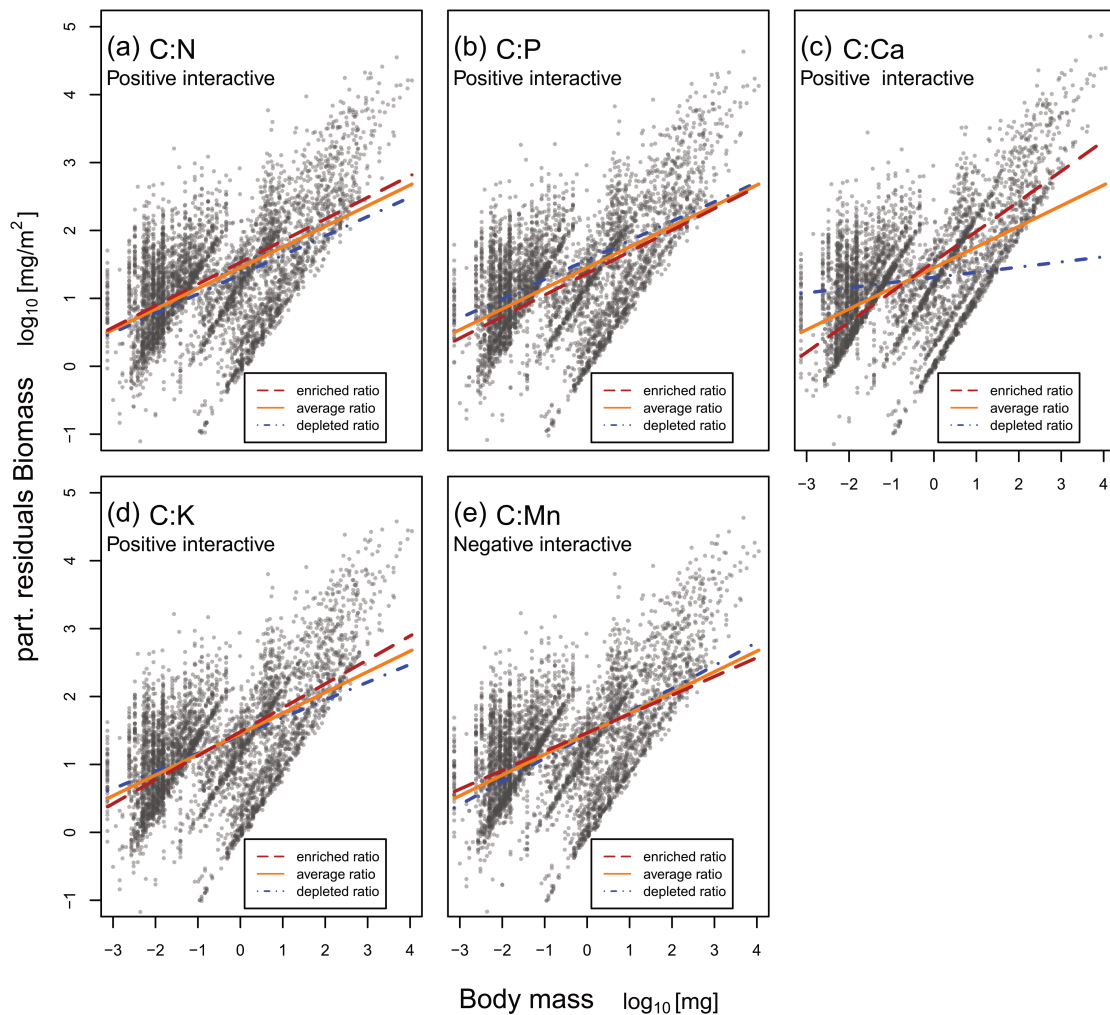 (a) C:N
Positive interactive
(b) C:P
Positive interactive
(c) C:Ca
Positive interactive
5
4
3
2
1
0
−1
enriched ratio
average ratio
depleted ratio
enriched ratio
average ratio
depleted ratio
enriched ratio
average ratio
depleted ratio
−3 −2 −1 0 1 2 3 4
part. residuals Biomass log10 [mg/m2]
(d) C:K
Positive interactive
(e) C:Mn
Negative interactive
5
4
3
2
1
0
−1
enriched ratio
average ratio
depleted ratio
enriched ratio
average ratio
depleted ratio
−3 −2 −1 0 1 2 3 4
−3 −2 −1 0 1 2 3 4
Body mass log10 [mg]